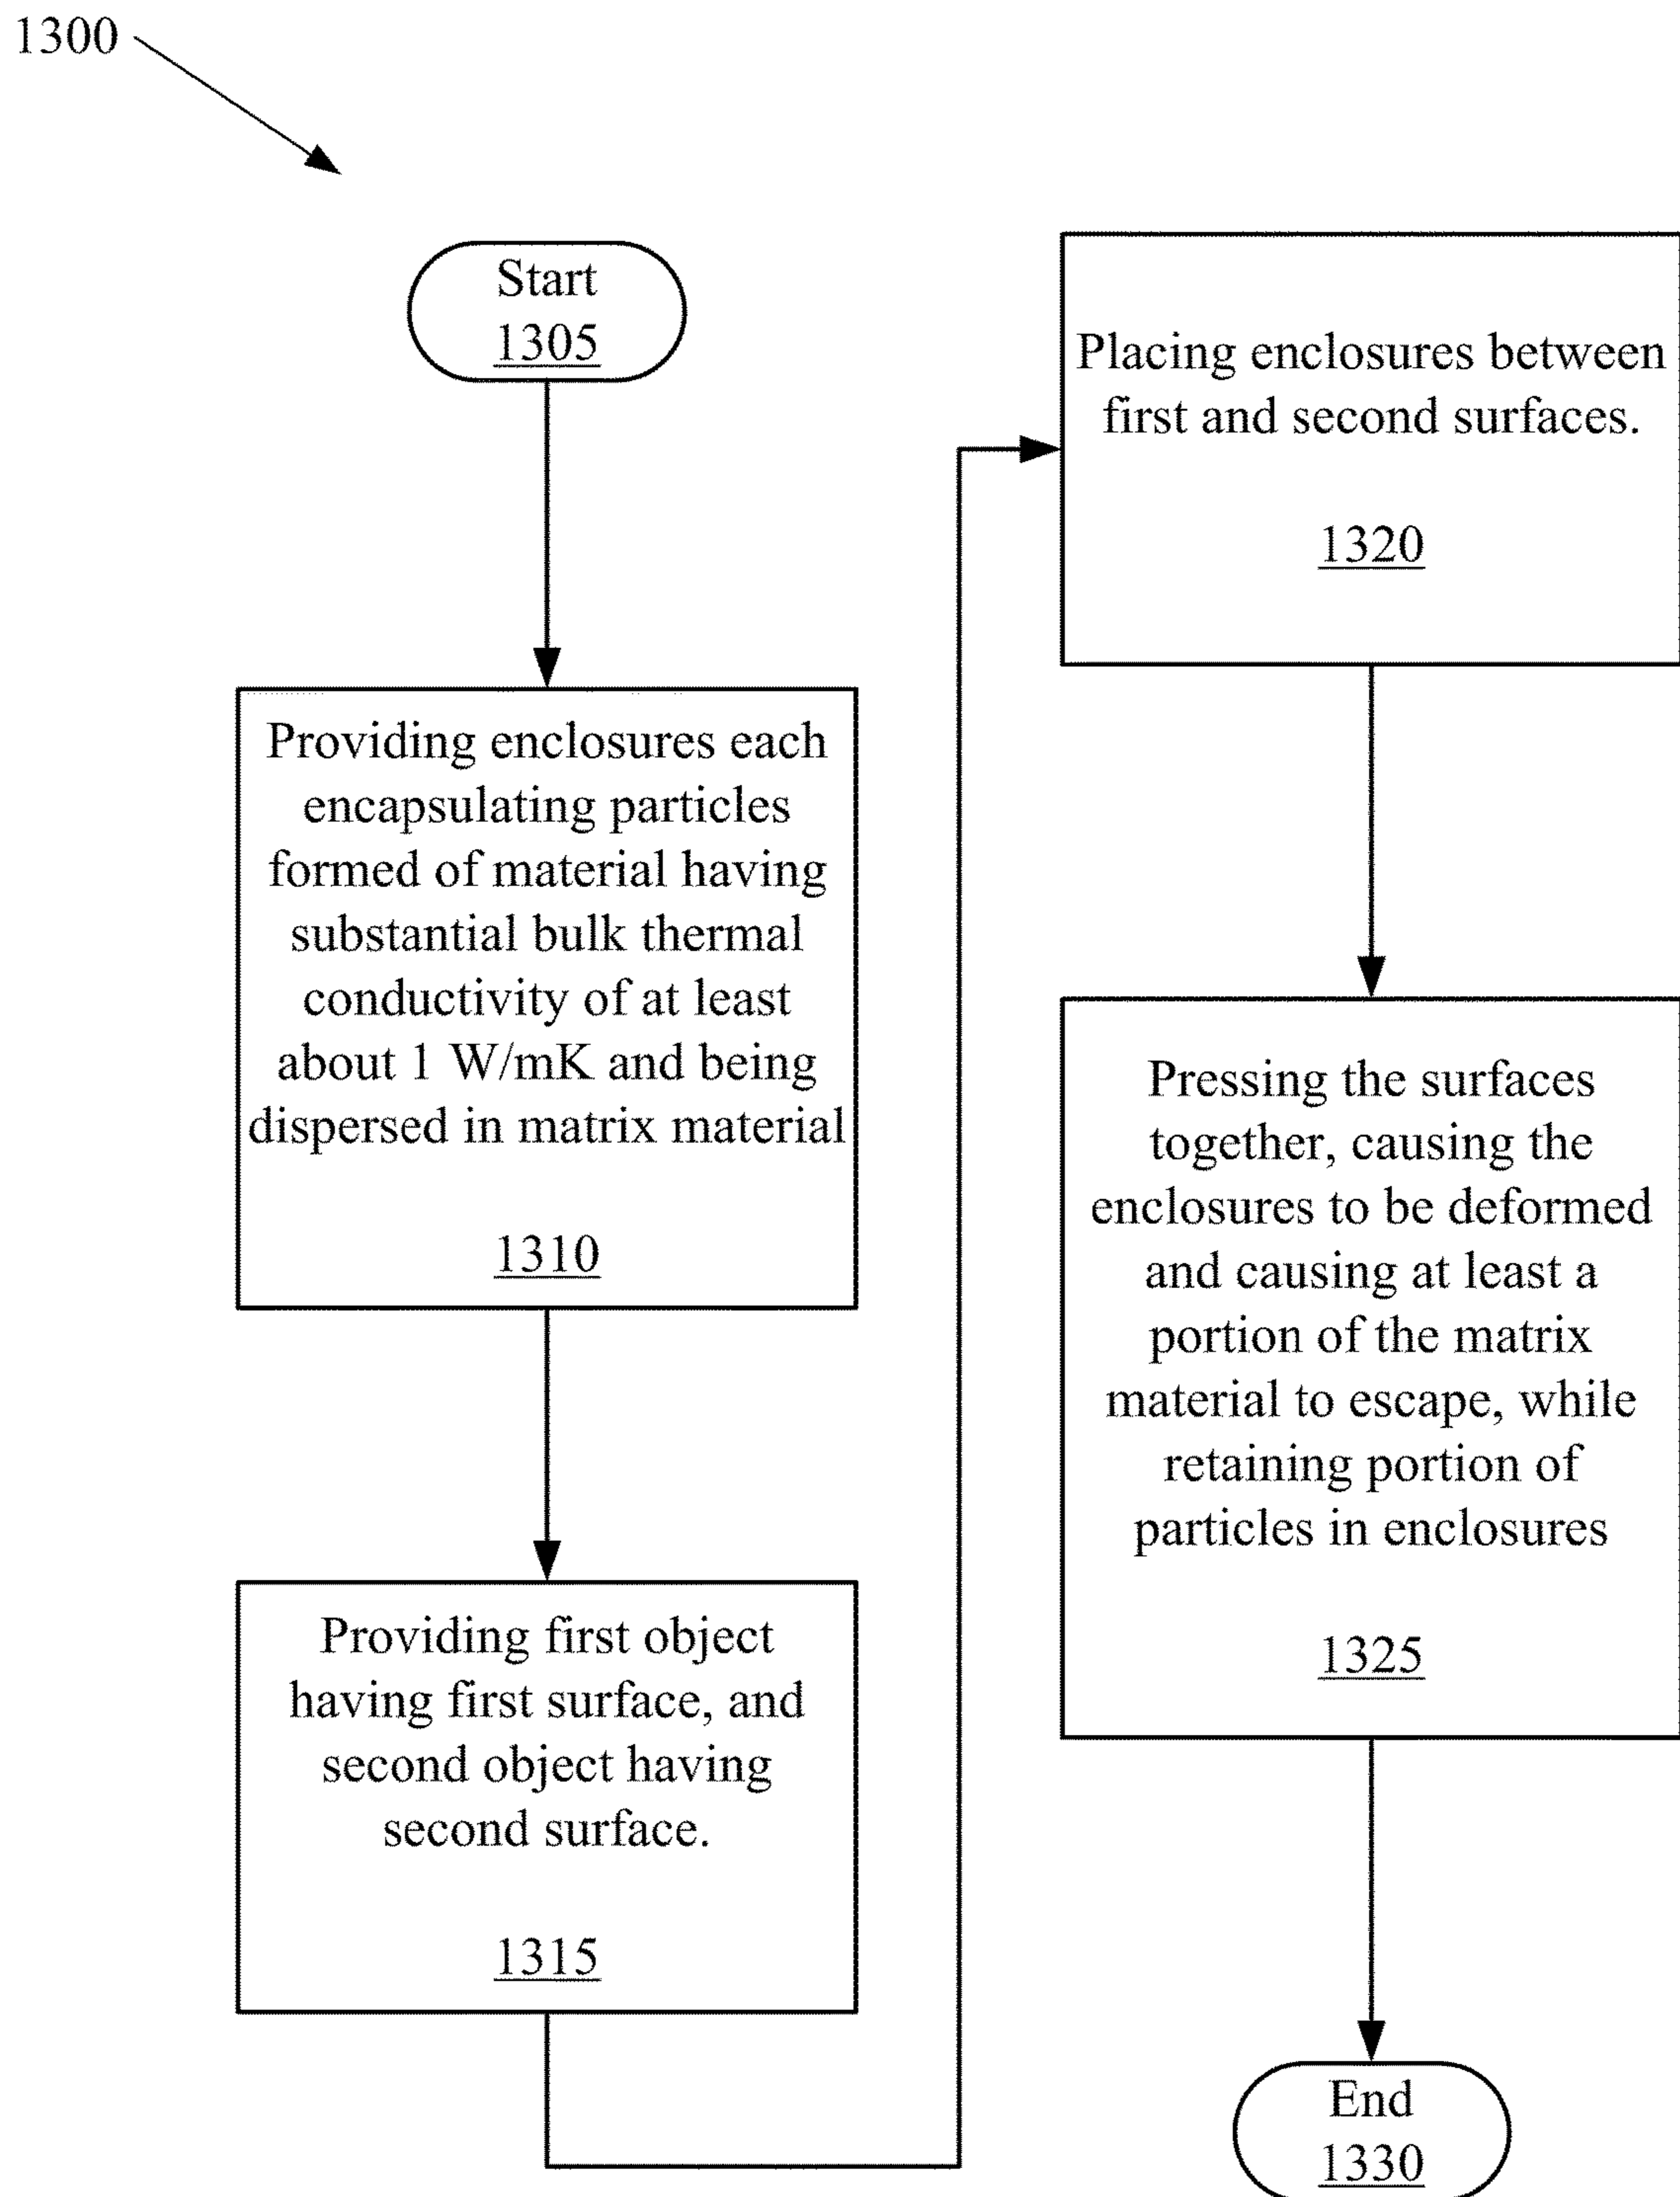 1300
Start
1305
Providing enclosures each
encapsulating particles
formed of material having
substantial bulk thermal
conductivity of at least
about 1 W/mK and being
dispersed in matrix material
1310
Providing first object
having first surface, and
second object having
second surface.
1315
Placing enclosures between
first and second surfaces.
1320
Pressing the surfaces
together, causing the
enclosures to be deformed
and causing at least a
portion of the matrix
material to escape, while
retaining portion of
particles in enclosures
1325
End
1330